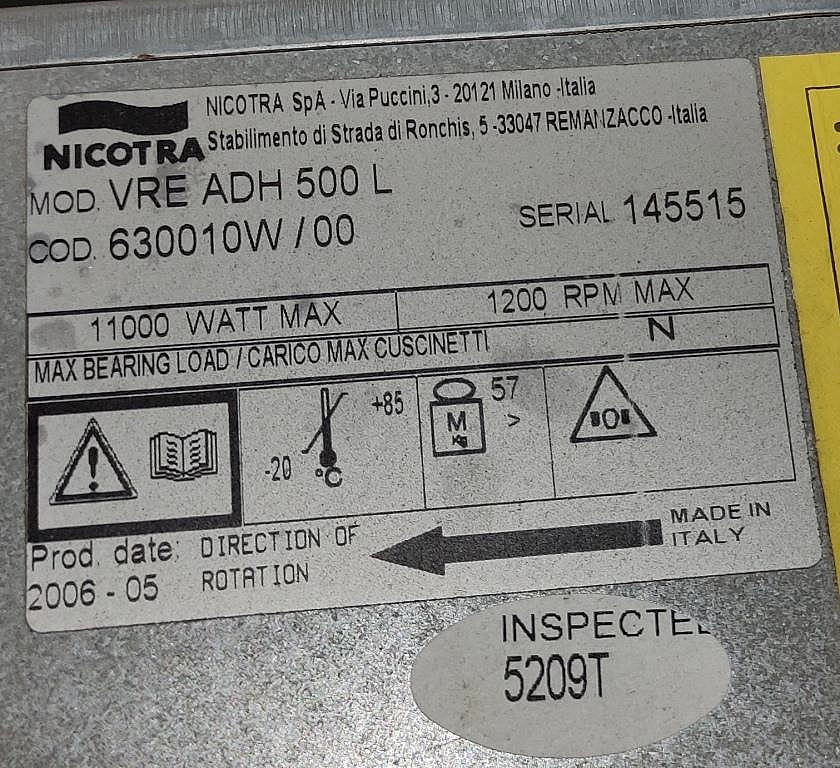 NICOTRA
NICOTRA SpA - Via Puccini,3 - 20121 Milano -Italia
Stabilimento di Strada di Ronchis, 5 -33047 REMANZACCO -Italia
MOD. VRE ADH 500 L
COD. 630010W / 00
SERIAL 145515
11000 WATT MAX
1200 RPM MAX
MAX BEARING LOAD / CARICO MAX CUSCINETTI
N
!
-20
+85
°C
M
kg
57
>
Prod. date:
2006 - 05
DIRECTION OF
ROTATION
MADE IN
ITALY
INSPECTED
5209T